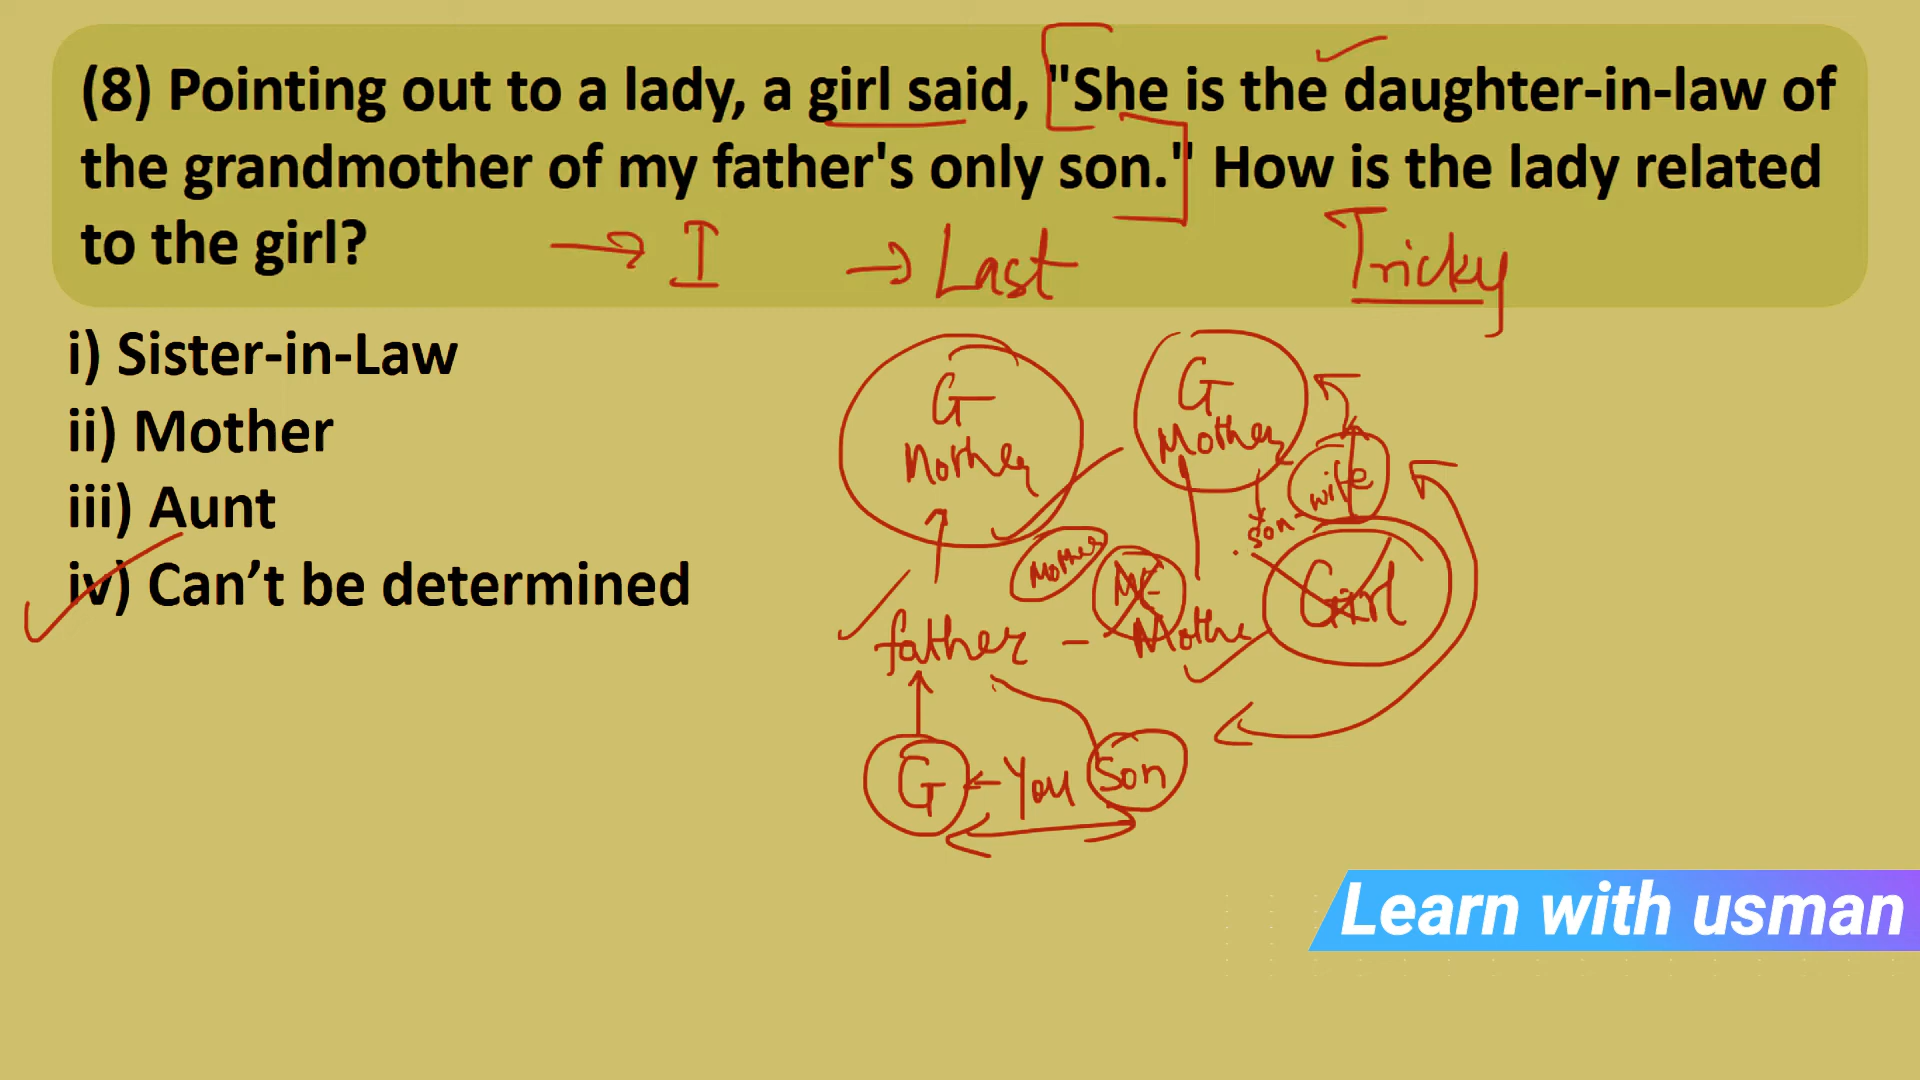 (8) Pointing out to a lady, a girl said, "She is the daughter-in-law of
the grandmother of my father's only son." How is the lady related
to the girl?
I Last Tricky
i) Sister-in-Law
ii) Mother
iii) Aunt
iv) Can't be determined
G
Mother
G
Mother
wife
son
Mother
Girl
father - Mothe
G
You
Son
Learn with usman